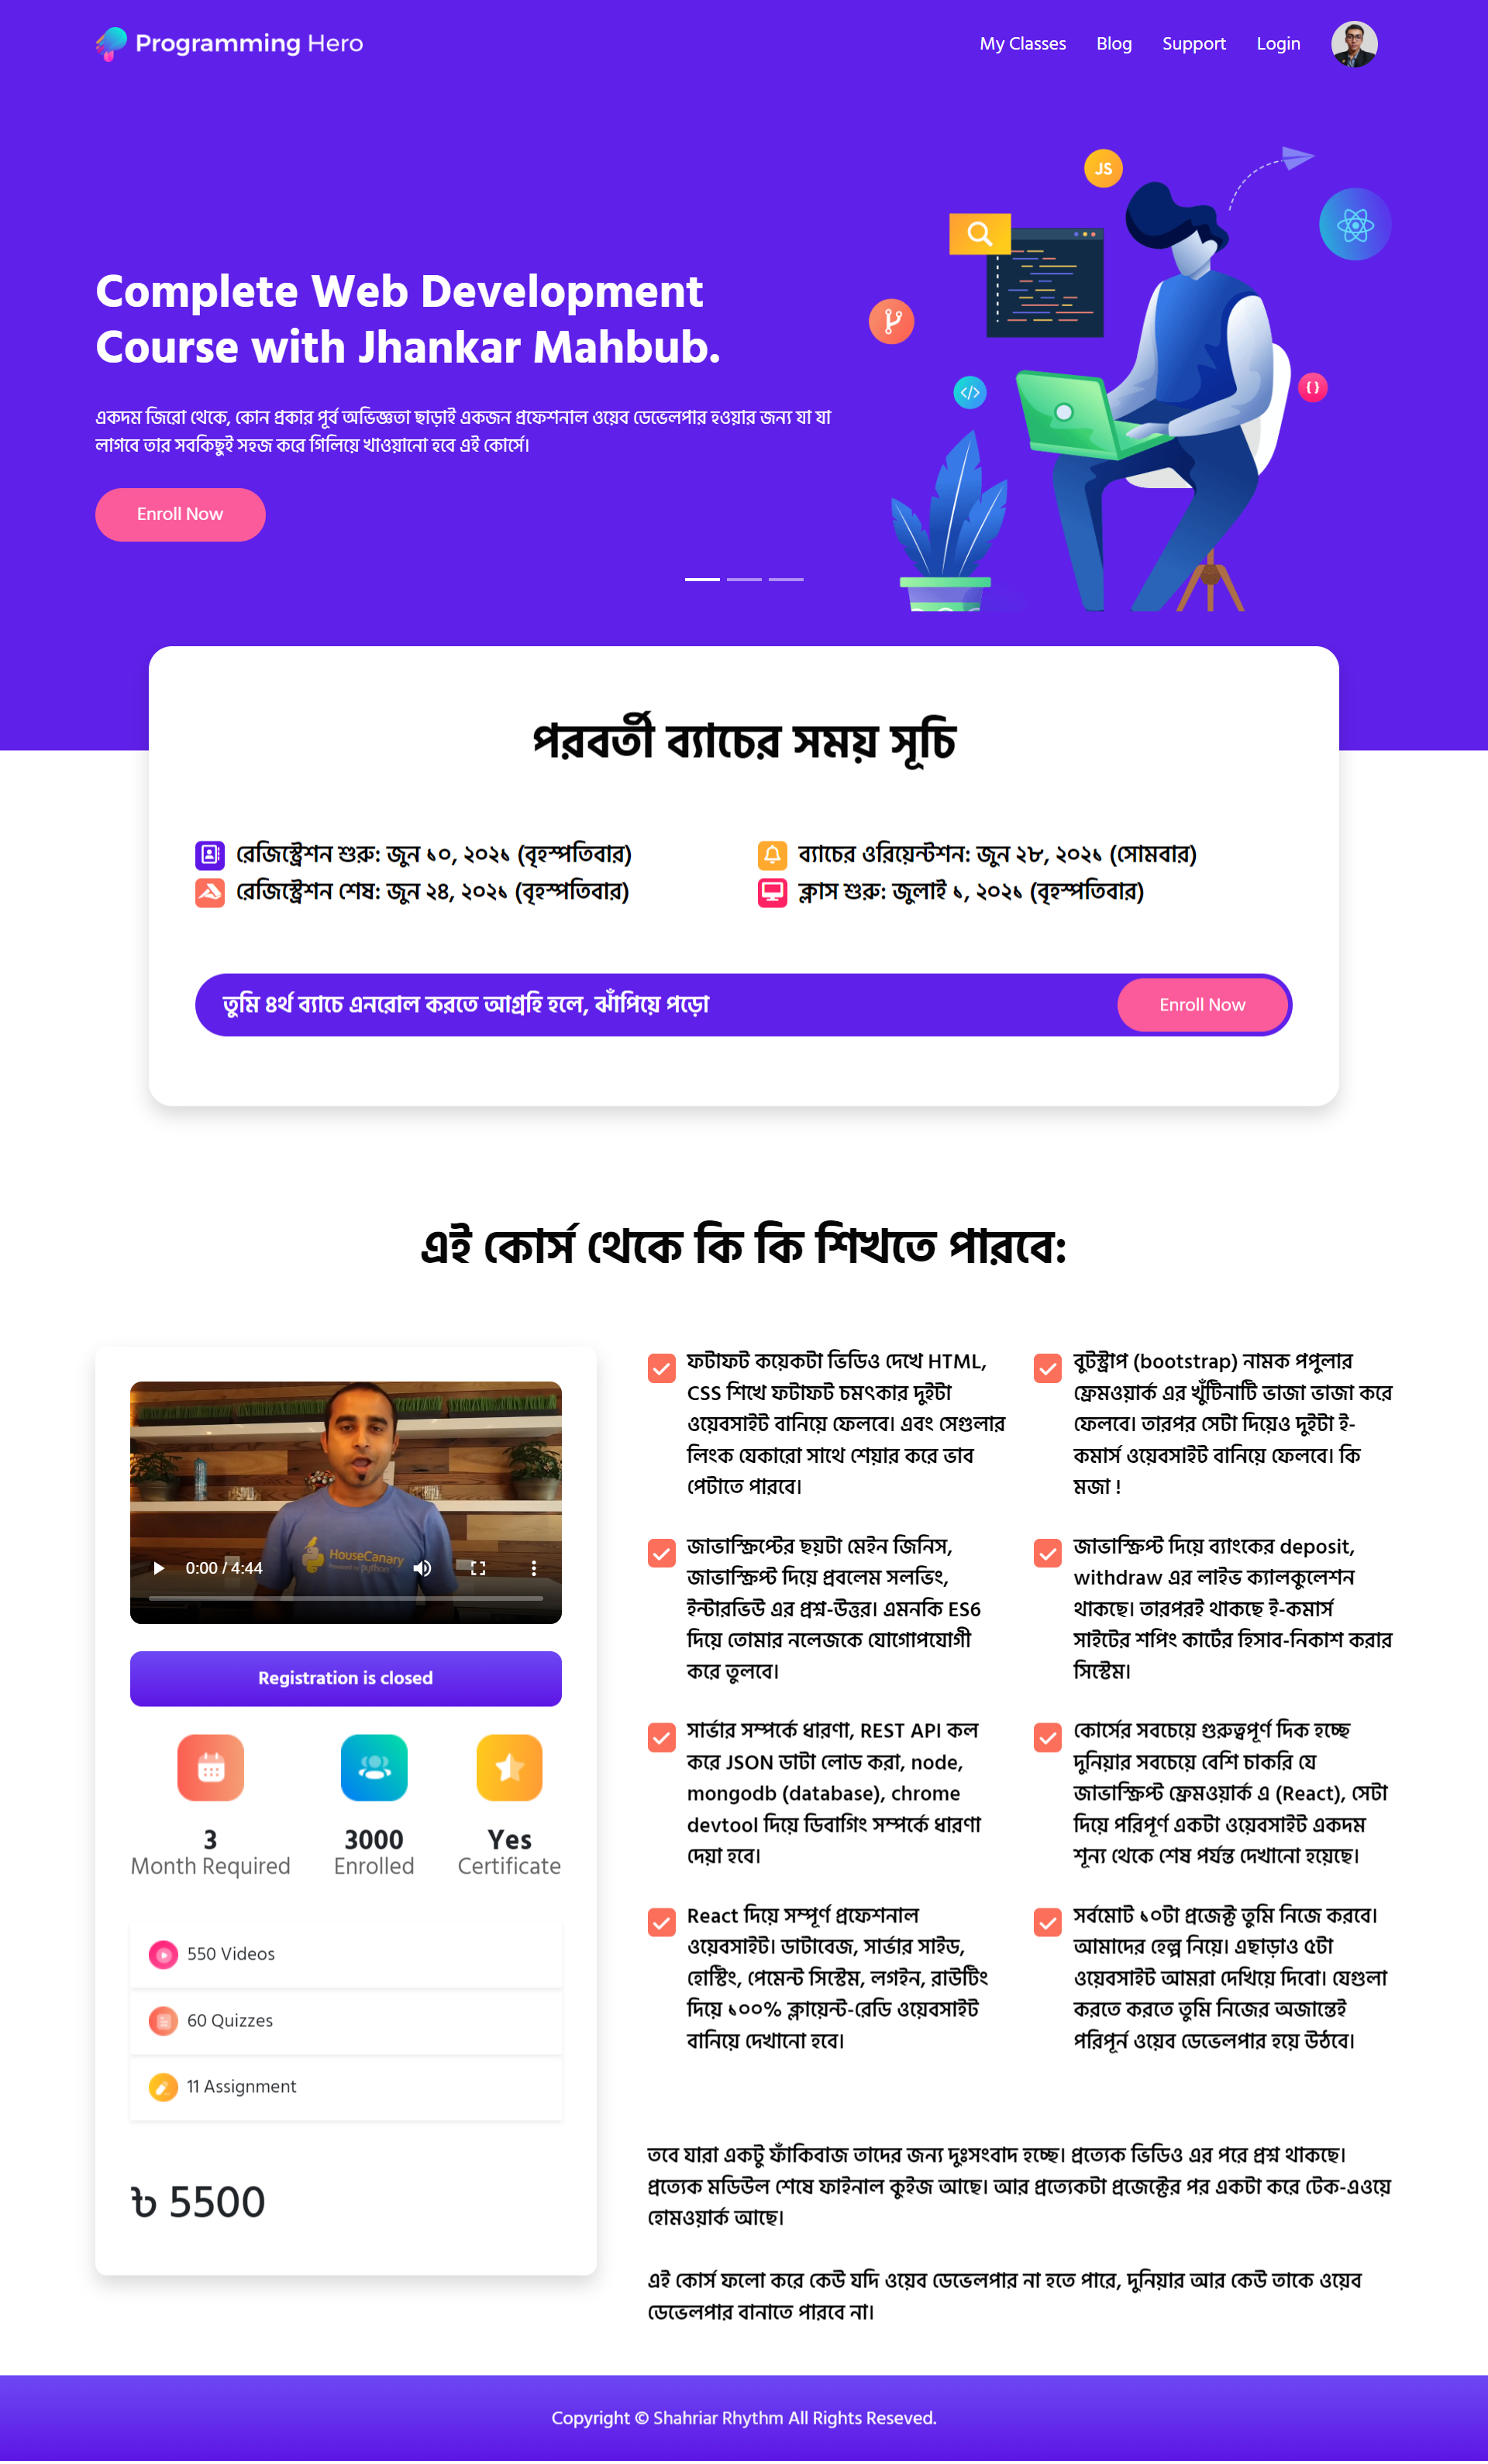 Programming Hero
My Classes
Blog
Support
Login
JS
Complete Web Development
Course with Jhankar Mahbub.
</>
{ }
একদম জিরো থেকে, কোন প্রকার পূর্ব অভিজ্ঞতা ছাড়াই একজন প্রফেশনাল ওয়েব ডেভেলপার হওয়ার জন্য যা যা
লাগবে তার সবকিছুই সহজ করে গিলিয়ে খাওয়ানো হবে এই কোর্সে।
Enroll Now
পরবর্তী ব্যাচের সময় সূচি
রেজিস্ট্রেশন শুরু: জুন ১০, ২০২১ (বৃহস্পতিবার)
রেজিস্ট্রেশন শেষ: জুন ২৪, ২০২১ (বৃহস্পতিবার)
ব্যাচের ওরিয়েন্টশন: জুন ২৮, ২০২১ (সোমবার)
ক্লাস শুরু: জুলাই ১, ২০২১ (বৃহস্পতিবার)
তুমি ৪র্থ ব্যাচে এনরোল করতে আগ্রহি হলে, ঝাঁপিয়ে পড়ো
Enroll Now
এই কোর্স থেকে কি কি শিখতে পারবে:
HouseCanary
Powered by python
0:00 / 4:44
Registration is closed
3
Month Required
3000
Enrolled
Yes
Certificate
550 Videos
60 Quizzes
11 Assignment
৳ 5500
ফটাফট কয়েকটা ভিডিও দেখে HTML,
CSS শিখে ফটাফট চমৎকার দুইটা
ওয়েবসাইট বানিয়ে ফেলবে। এবং সেগুলার
লিংক যেকারো সাথে শেয়ার করে ভাব
পেটাতে পারবে।
বুটস্ট্রাপ (bootstrap) নামক পপুলার
ফ্রেমওয়ার্ক এর খুঁটিনাটি ভাজা ভাজা করে
ফেলবে। তারপর সেটা দিয়েও দুইটা ই-
কমার্স ওয়েবসাইট বানিয়ে ফেলবে। কি
মজা !
জাভাস্ক্রিপ্টের ছয়টা মেইন জিনিস,
জাভাস্ক্রিপ্ট দিয়ে প্রবলেম সলভিং,
ইন্টারভিউ এর প্রশ্ন-উত্তর। এমনকি ES6
দিয়ে তোমার নলেজকে যোগোপযোগী
করে তুলবে।
জাভাস্ক্রিপ্ট দিয়ে ব্যাংকের deposit,
withdraw এর লাইভ ক্যালকুলেশন
থাকছে। তারপরই থাকছে ই-কমার্স
সাইটের শপিং কার্টের হিসাব-নিকাশ করার
সিস্টেম।
সার্ভার সম্পর্কে ধারণা, REST API কল
করে JSON ডাটা লোড করা, node,
mongodb (database), chrome
devtool দিয়ে ডিবাগিং সম্পর্কে ধারণা
দেয়া হবে।
কোর্সের সবচেয়ে গুরুত্বপূর্ণ দিক হচ্ছে
দুনিয়ার সবচেয়ে বেশি চাকরি যে
জাভাস্ক্রিপ্ট ফ্রেমওয়ার্ক এ (React), সেটা
দিয়ে পরিপূর্ণ একটা ওয়েবসাইট একদম
শূন্য থেকে শেষ পর্যন্ত দেখানো হয়েছে।
React দিয়ে সম্পূর্ণ প্রফেশনাল
ওয়েবসাইট। ডাটাবেজ, সার্ভার সাইড,
হোস্টিং, পেমেন্ট সিস্টেম, লগইন, রাউটিং
দিয়ে ১০০% ক্লায়েন্ট-রেডি ওয়েবসাইট
বানিয়ে দেখানো হবে।
সর্বমোট ১০টা প্রজেক্ট তুমি নিজে করবে।
আমাদের হেল্প নিয়ে। এছাড়াও ৫টা
ওয়েবসাইট আমরা দেখিয়ে দিবো। যেগুলা
করতে করতে তুমি নিজের অজান্তেই
পরিপূর্ন ওয়েব ডেভেলপার হয়ে উঠবে।
তবে যারা একটু ফাঁকিবাজ তাদের জন্য দুঃসংবাদ হচ্ছে। প্রত্যেক ভিডিও এর পরে প্রশ্ন থাকছে।
প্রত্যেক মডিউল শেষে ফাইনাল কুইজ আছে। আর প্রত্যেকটা প্রজেক্টের পর একটা করে টেক-এওয়ে
হোমওয়ার্ক আছে।
এই কোর্স ফলো করে কেউ যদি ওয়েব ডেভেলপার না হতে পারে, দুনিয়ার আর কেউ তাকে ওয়েব
ডেভেলপার বানাতে পারবে না।
Copyright © Shahriar Rhythm All Rights Reseved.